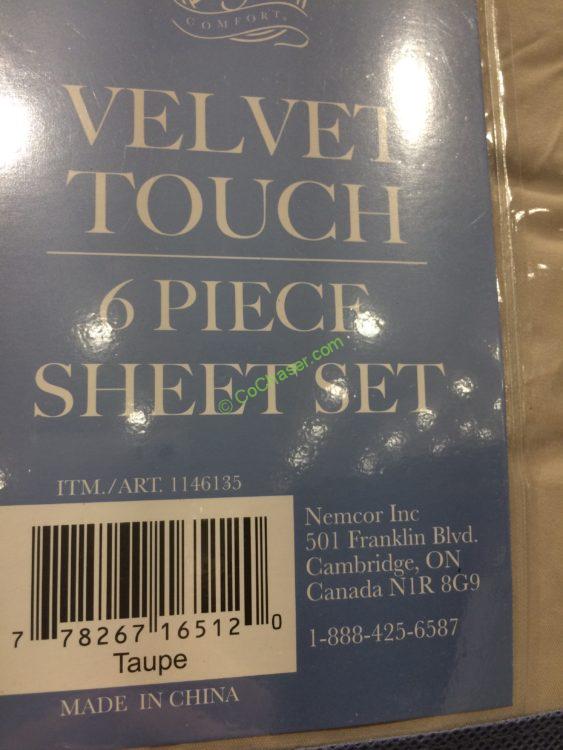 COMFORT®
VELVET
TOUCH
6 PIECE
SHEET SET
© CoChaser.com
ITM./ART. 1146135
7 78267 16512 0
Taupe
MADE IN CHINA
Nemcor Inc
501 Franklin Blvd.
Cambridge, ON
Canada N1R 8G9
1-888-425-6587